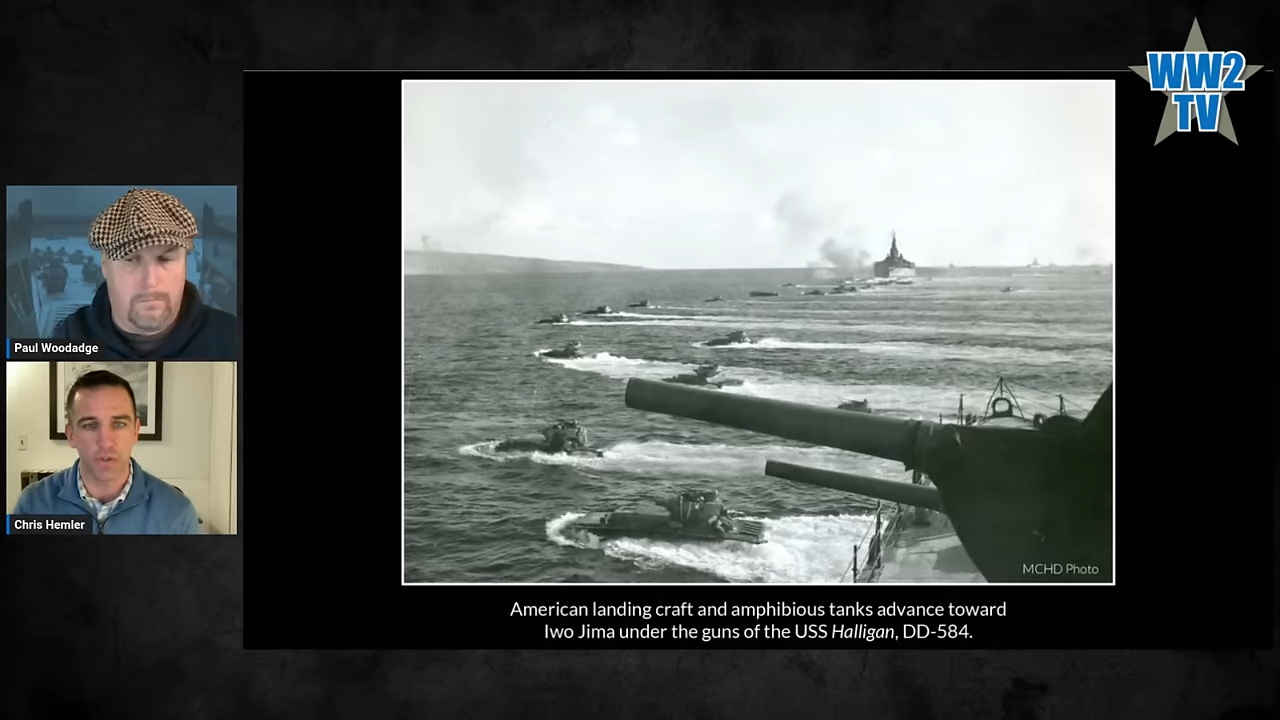 WW2
TV
Paul Woodadge
Chris Hemler
MCHD Photo
American landing craft and amphibious tanks advance toward
Iwo Jima under the guns of the USS Halligan, DD-584.